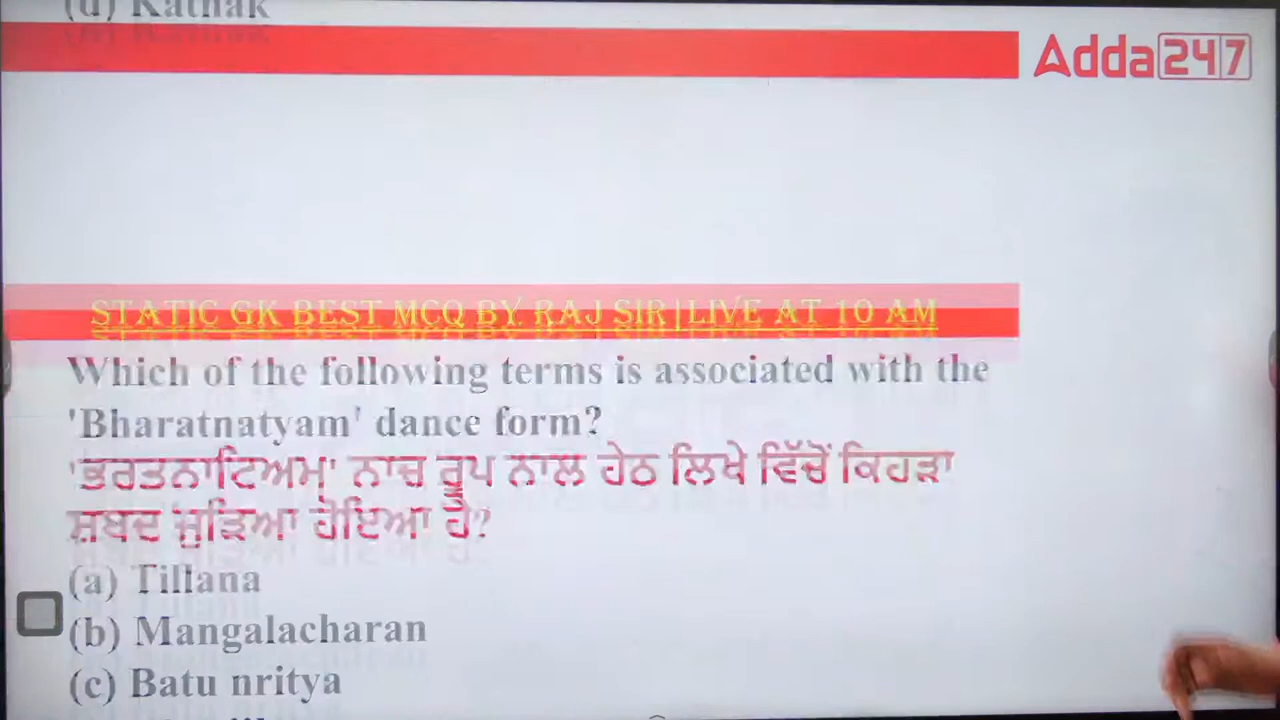 (d) Kathak
Adda247
STATIC GK BEST MCQ BY RAJ SIR|LIVE AT 10 AM
Which of the following terms is associated with the
'Bharatnatyam' dance form?
'ਭਰਤਨਾਟਿਅਮ੍' ਨਾਚ ਰੂਪ ਨਾਲ ਹੇਠ ਲਿਖੇ ਵਿੱਚੋਂ ਕਿਹੜਾ
ਸ਼ਬਦ ਜੁੜਿਆ ਹੋਇਆ ਹੈ?
(a) Tillana
(b) Mangalacharan
(c) Batu nritya